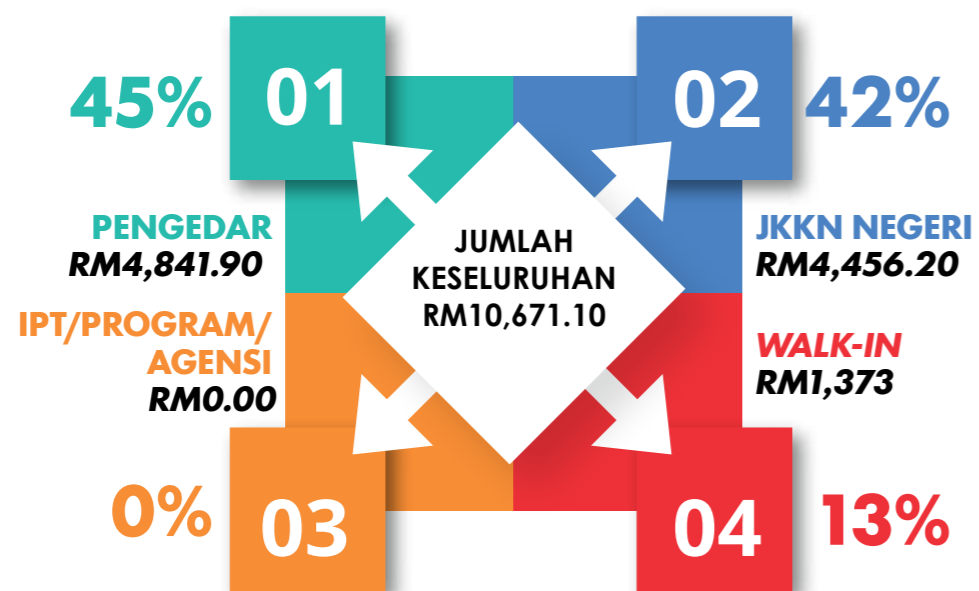 45%
01
PENGEDAR
RM4,841.90
02
42%
JKKN NEGERI
RM4,456.20
JUMLAH
KESELURUHAN
RM10,671.10
IPT/PROGRAM/
AGENSI
RM0.00
0%
03
WALK-IN
RM1,373
04
13%